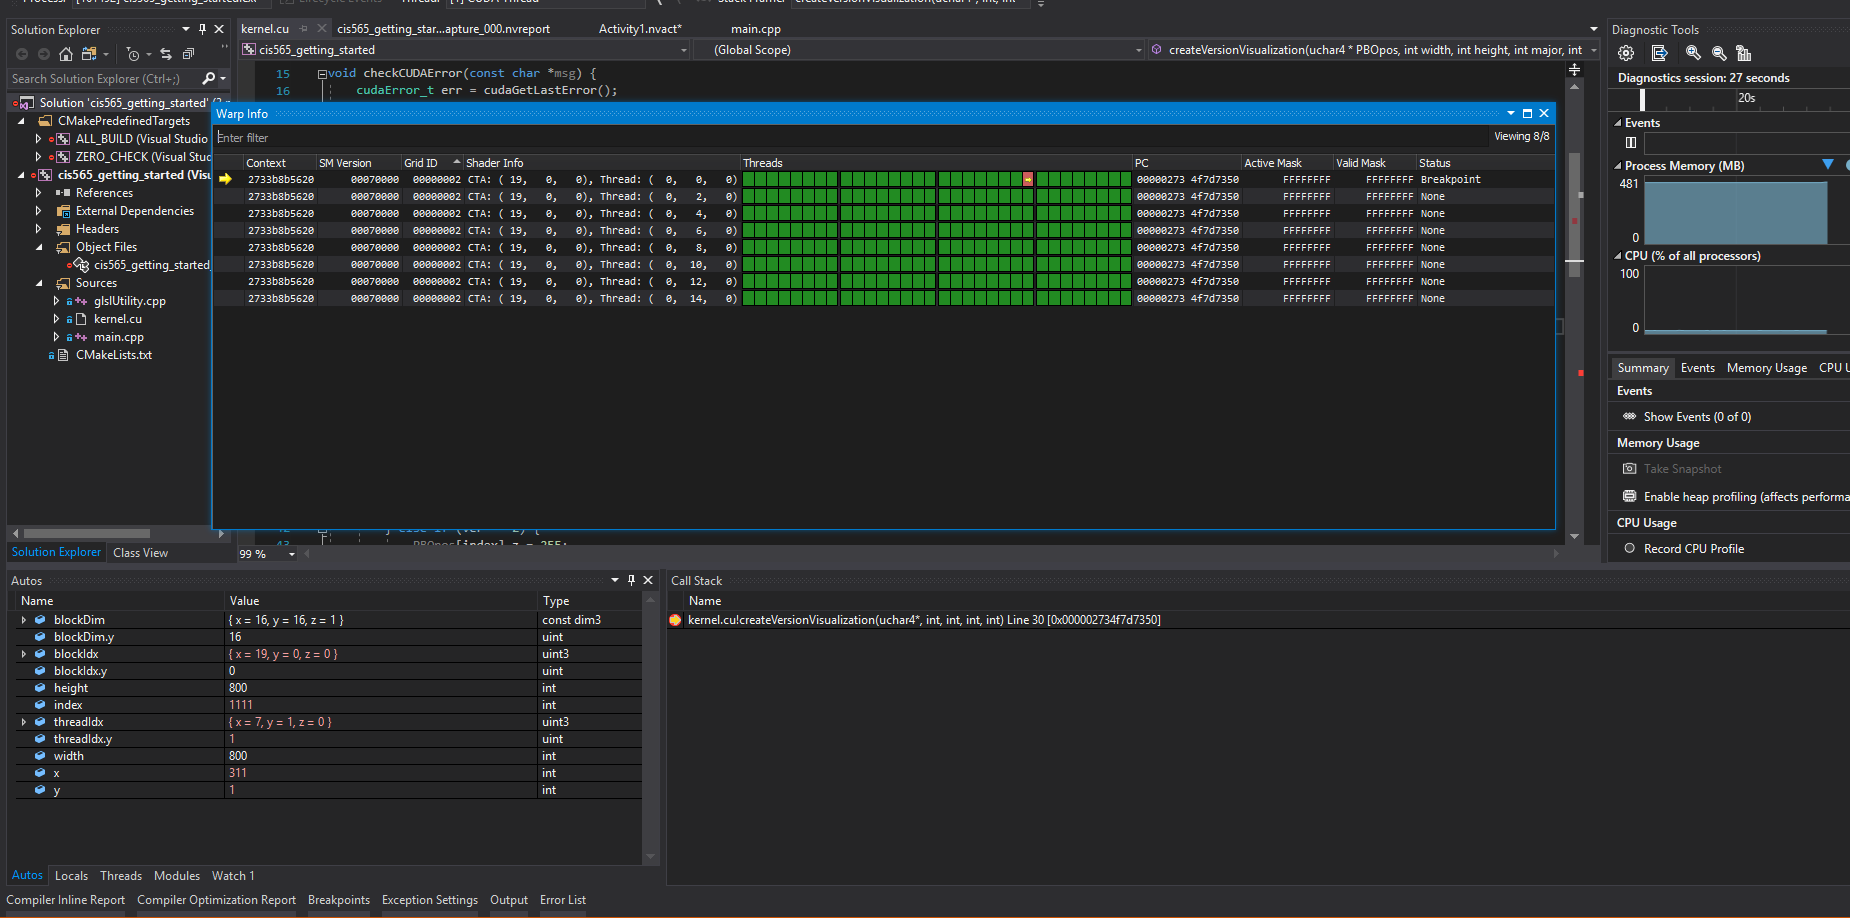 Solution Explorer
Search Solution Explorer (Ctrl+;)
Solution 'cis565_getting_started'
CMakePredefinedTargets
ALL_BUILD (Visual Studio
ZERO_CHECK (Visual Stud
cis565_getting_started (Visu
References
External Dependencies
Headers
Object Files
cis565_getting_started_
Sources
glslUtility.cpp
kernel.cu
main.cpp
CMakeLists.txt
Solution Explorer Class View
kernel.cu cis565_getting_star...apture_000.nvreport Activity1.nvact* main.cpp
cis565_getting_started (Global Scope) createVersionVisualization(uchar4 * PBOpos, int width, int height, int major, int
15 void checkCUDAError(const char *msg) {
16 cudaError_t err = cudaGetLastError();
Warp Info
Enter filter Viewing 8/8
Context SM Version Grid ID Shader Info Threads PC Active Mask Valid Mask Status
2733b8b5620 00070000 00000002 CTA: ( 19, 0, 0), Thread: ( 0, 0, 0) 00000273 4f7d7350 FFFFFFFF FFFFFFFF Breakpoint
2733b8b5620 00070000 00000002 CTA: ( 19, 0, 0), Thread: ( 0, 2, 0) 00000273 4f7d7350 FFFFFFFF FFFFFFFF None
2733b8b5620 00070000 00000002 CTA: ( 19, 0, 0), Thread: ( 0, 4, 0) 00000273 4f7d7350 FFFFFFFF FFFFFFFF None
2733b8b5620 00070000 00000002 CTA: ( 19, 0, 0), Thread: ( 0, 6, 0) 00000273 4f7d7350 FFFFFFFF FFFFFFFF None
2733b8b5620 00070000 00000002 CTA: ( 19, 0, 0), Thread: ( 0, 8, 0) 00000273 4f7d7350 FFFFFFFF FFFFFFFF None
2733b8b5620 00070000 00000002 CTA: ( 19, 0, 0), Thread: ( 0, 10, 0) 00000273 4f7d7350 FFFFFFFF FFFFFFFF None
2733b8b5620 00070000 00000002 CTA: ( 19, 0, 0), Thread: ( 0, 12, 0) 00000273 4f7d7350 FFFFFFFF FFFFFFFF None
2733b8b5620 00070000 00000002 CTA: ( 19, 0, 0), Thread: ( 0, 14, 0) 00000273 4f7d7350 FFFFFFFF FFFFFFFF None
43 PBOpos[index].z = 255;
99 %
Diagnostic Tools
Diagnostics session: 27 seconds
20s
Events
Process Memory (MB)
481
0
CPU (% of all processors)
100
0
Summary Events Memory Usage CPU U
Events
Show Events (0 of 0)
Memory Usage
Take Snapshot
Enable heap profiling (affects performa
CPU Usage
Record CPU Profile
Autos
Name Value Type
blockDim { x = 16, y = 16, z = 1 } const dim3
blockDim.y 16 uint
blockIdx { x = 19, y = 0, z = 0 } uint3
blockIdx.y 0 uint
height 800 int
index 1111 int
threadIdx { x = 7, y = 1, z = 0 } uint3
threadIdx.y 1 uint
width 800 int
x 311 int
y 1 int
Autos Locals Threads Modules Watch 1
Call Stack
Name
kernel.cu!createVersionVisualization(uchar4*, int, int, int, int) Line 30 [0x000002734f7d7350]
Compiler Inline Report Compiler Optimization Report Breakpoints Exception Settings Output Error List